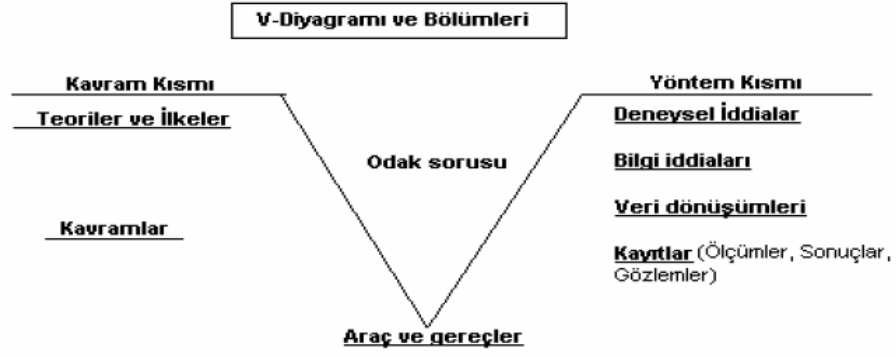 V-Diyagramı ve Bölümleri
Kavram Kısmı
Teoriler ve İlkeler
Kavramlar
Odak sorusu
Yöntem Kısmı
Deneysel İddialar
Bilgi iddiaları
Veri dönüşümleri
Kayıtlar (Ölçümler, Sonuçlar,
Gözlemler)
Araç ve gereçler